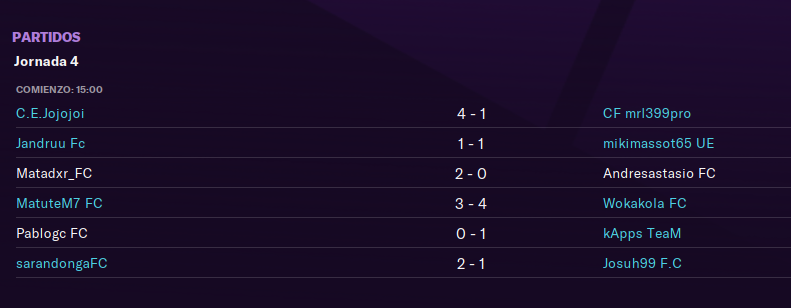 PARTIDOS
Jornada 4
COMIENZO: 15:00
C.E.Jojojoi 4 - 1 CF mrl399pro
Jandruu Fc 1 - 1 mikimassot65 UE
Matadxr_FC 2 - 0 Andresastasio FC
MatuteM7 FC 3 - 4 Wokakola FC
Pablogc FC 0 - 1 kApps TeaM
sarandongaFC 2 - 1 Josuh99 F.C